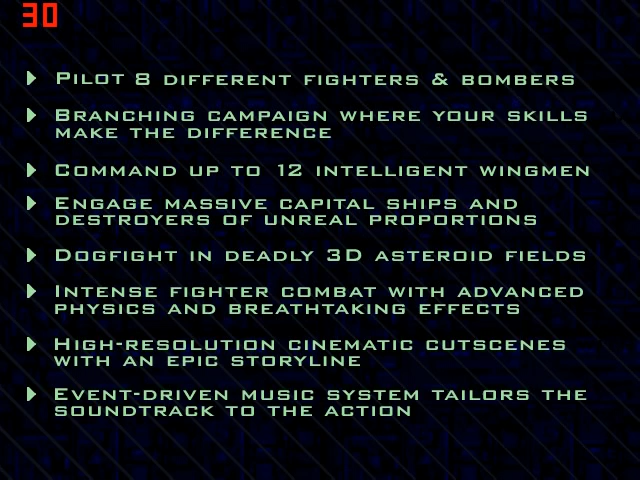 30
Pilot 8 different fighters & bombers
Branching campaign where your skills
make the difference
Command up to 12 intelligent wingmen
Engage massive capital ships and
destroyers of unreal proportions
Dogfight in deadly 3D asteroid fields
Intense fighter combat with advanced
physics and breathtaking effects
High-resolution cinematic cutscenes
with an epic storyline
Event-driven music system tailors the
soundtrack to the action